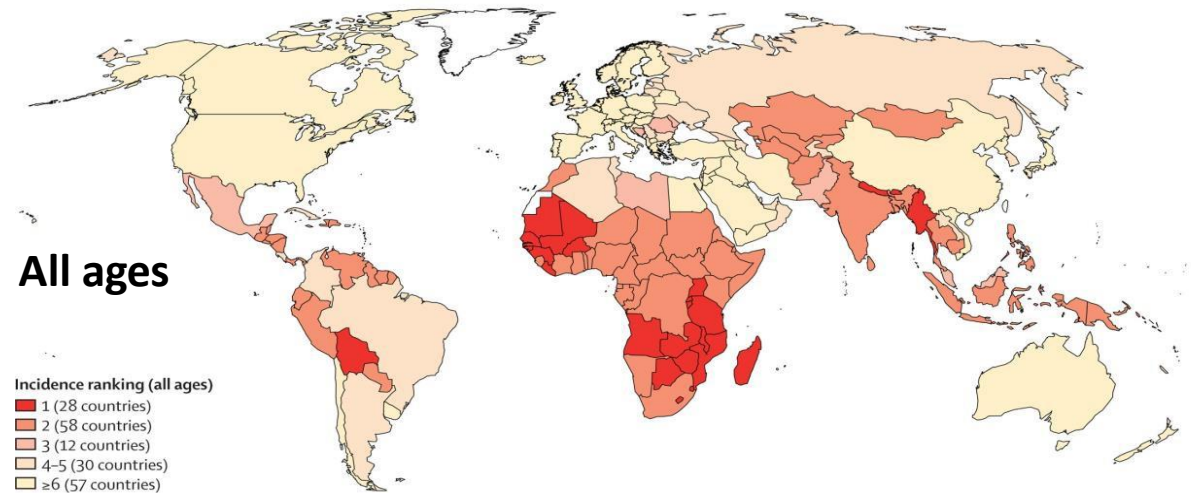 All ages
Incidence ranking (all ages)
1 (28 countries)
2 (58 countries)
3 (12 countries)
4–5 (30 countries)
≥6 (57 countries)